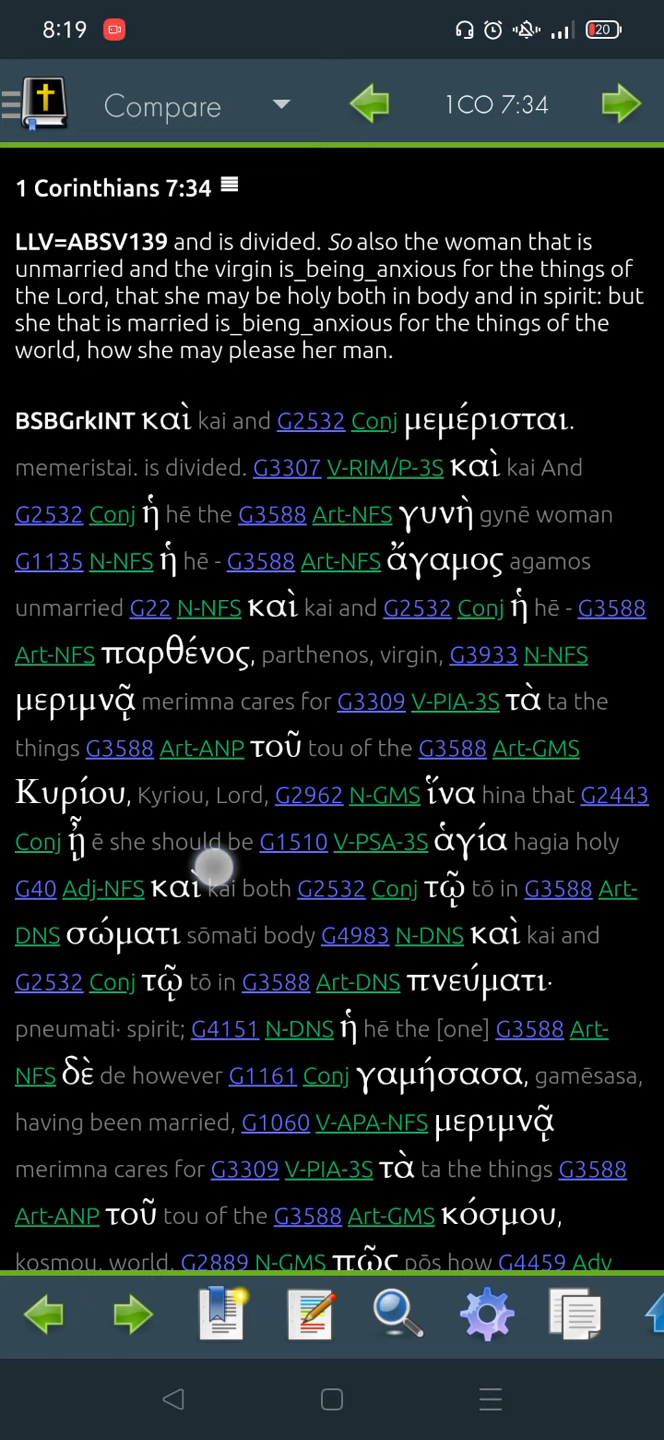 8:19
20
Compare
1CO 7:34
1 Corinthians 7:34
LLV=ABSV139 and is divided. So also the woman that is
unmarried and the virgin is_being_anxious for the things of
the Lord, that she may be holy both in body and in spirit: but
she that is married is_bieng_anxious for the things of the
world, how she may please her man.
BSBGrkINT καὶ kai and G2532 Conj μεμέρισται.
memeristai. is divided. G3307 V-RIM/P-3S καὶ kai And
G2532 Conj ἡ hē the G3588 Art-NFS γυνὴ gynē woman
G1135 N-NFS ἡ hē - G3588 Art-NFS ἄγαμος agamos
unmarried G22 N-NFS καὶ kai and G2532 Conj ἡ hē - G3588
Art-NFS παρθένος, parthenos, virgin, G3933 N-NFS
μεριμνᾷ merimna cares for G3309 V-PIA-3S τὰ ta the
things G3588 Art-ANP τοῦ tou of the G3588 Art-GMS
Κυρίου, Kyriou, Lord, G2962 N-GMS ἵνα hina that G2443
Conj ᾖ ē she should be G1510 V-PSA-3S ἁγία hagia holy
G40 Adj-NFS καὶ kai both G2532 Conj τῷ tō in G3588 Art-
DNS σώματι sōmati body G4983 N-DNS καὶ kai and
G2532 Conj τῷ tō in G3588 Art-DNS πνεύματι·
pneumati· spirit; G4151 N-DNS ἡ hē the [one] G3588 Art-
NFS δὲ de however G1161 Conj γαμήσασα, gamēsasa,
having been married, G1060 V-APA-NFS μεριμνᾷ
merimna cares for G3309 V-PIA-3S τὰ ta the things G3588
Art-ANP τοῦ tou of the G3588 Art-GMS κόσμου,
kosmou, world, G2889 N-GMS πῶς pōs how G4459 Adv